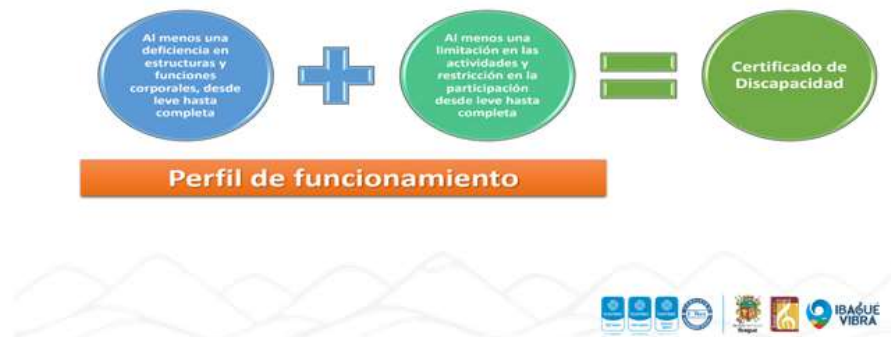 Al menos una
deficiencia en
estructuras y
funciones
corporales, desde
leve hasta
completa
Al menos una
limitación en las
actividades y
restricción en la
participación
desde leve hasta
completa
Certificado de
Discapacidad
Perfil de funcionamiento
Ibagué
IBAGUÉ
VIBRA